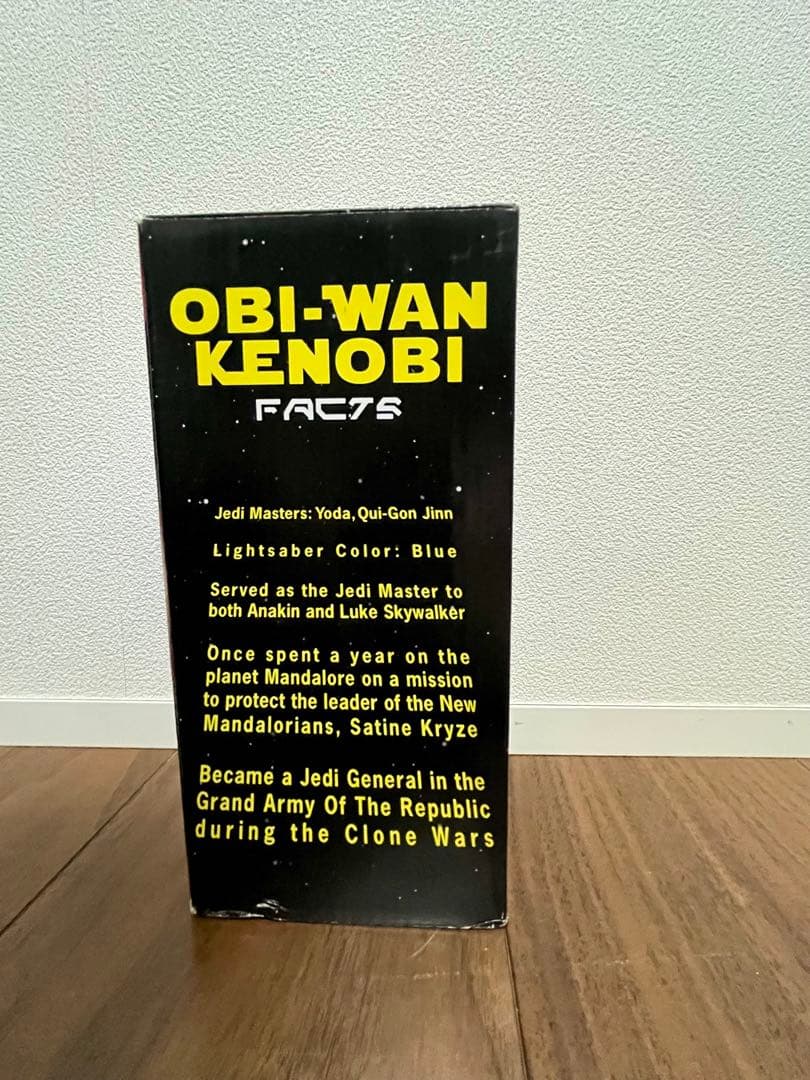 OBI-WAN
KENOBI
FACTS
Jedi Masters: Yoda, Qui-Gon Jinn
Lightsaber Color: Blue
Served as the Jedi Master to
both Anakin and Luke Skywalker
Once spent a year on the
planet Mandalore on a mission
to protect the leader of the New
Mandalorians, Satine Kryze
Became a Jedi General in the
Grand Army Of The Republic
during the Clone Wars